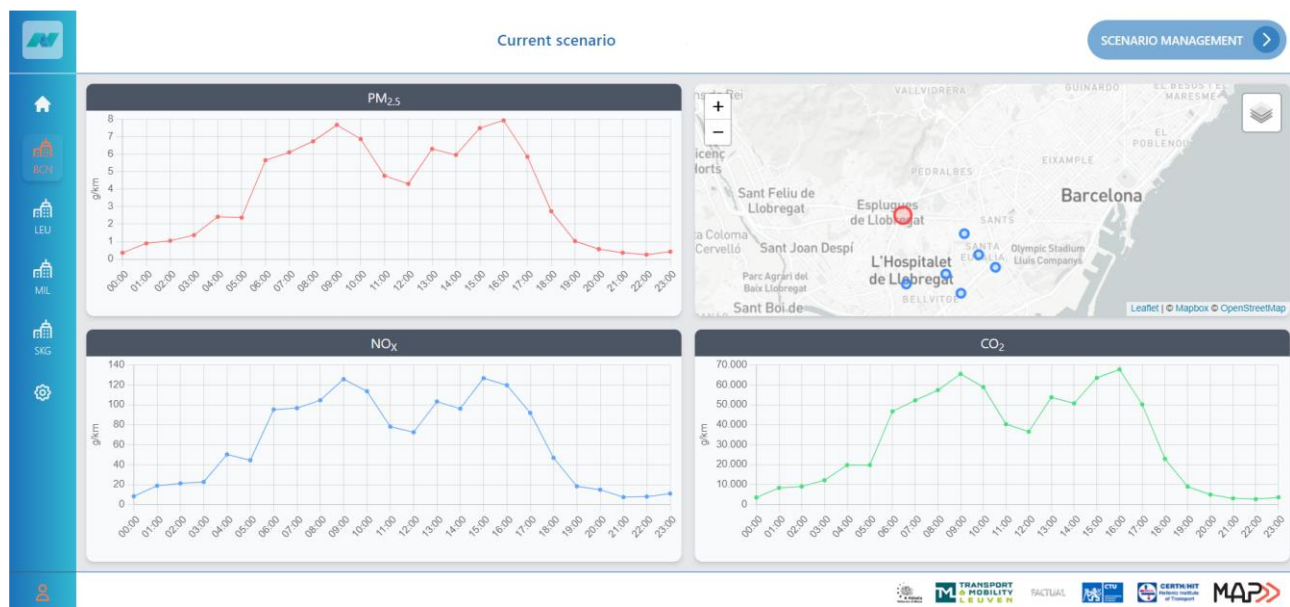 Current scenario
SCENARIO MANAGEMENT
BCN
LEU
MIL
SKG
PM2.5
g/km
8
7
6
5
4
3
2
1
0
00:00 01:00 02:00 03:00 04:00 05:00 06:00 07:00 08:00 09:00 10:00 11:00 12:00 13:00 14:00 15:00 16:00 17:00 18:00 19:00 20:00 21:00 22:00 23:00
+
−
VALLVIDRERA
GUINARDO
MARESME
EL
POBLENOU
EIXAMPLE
PEDRALBES
Barcelona
Sant Feliu de
Llobregat
Esplugues
de Llobregat
SANTS
Cervelló
Sant Joan Despí
SANTA
EULALIA
Olympic Stadium
Lluis Companys
L'Hospitalet
de Llobregat
Parc Agrari del
Baix Llobregat
BELLVITGE
Sant Boi de
Leaflet | © Mapbox © OpenStreetMap
NOX
g/km
140
120
100
80
60
40
20
0
00:00 01:00 02:00 03:00 04:00 05:00 06:00 07:00 08:00 09:00 10:00 11:00 12:00 13:00 14:00 15:00 16:00 17:00 18:00 19:00 20:00 21:00 22:00 23:00
CO2
g/km
70.000
60.000
50.000
40.000
30.000
20.000
10.000
0
00:00 01:00 02:00 03:00 04:00 05:00 06:00 07:00 08:00 09:00 10:00 11:00 12:00 13:00 14:00 15:00 16:00 17:00 18:00 19:00 20:00 21:00 22:00 23:00
TRANSPORT
& MOBILITY
LEUVEN
FACTUAL
CTU
CERTH/HIT
Hellenic Institute
of Transport
MAP